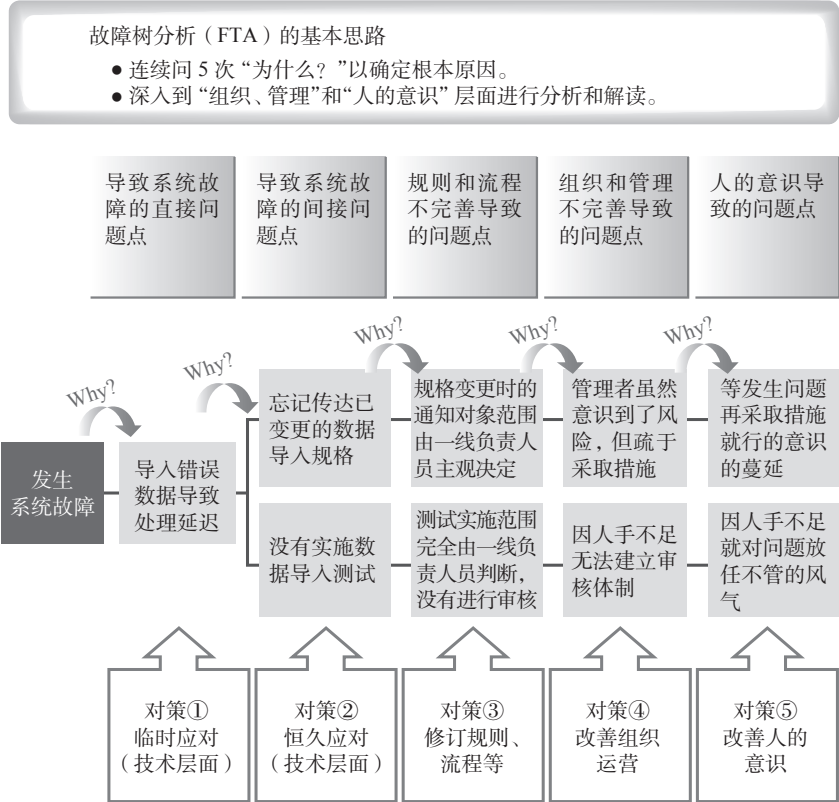 故障树分析（FTA）的基本思路
● 连续问 5 次 “为什么？”以确定根本原因。
● 深入到 “组织、管理”和“人的意识” 层面进行分析和解读。
导致系统故
障的直接问
题点
导致系统故
障的间接问
题点
规则和流程
不完善导致
的问题点
组织和管理
不完善导致
的问题点
人的意识导
致的问题点
Why?
Why?
Why?
Why?
Why?
发生
系统故障
导入错误
数据导致
处理延迟
忘记传达已
变更的数据
导入规格
规格变更时的
通知对象范围
由一线负责人
员主观决定
管理者虽然
意识到了风
险，但疏于
采取措施
等发生问题
再采取措施
就行的意识
的蔓延
没有实施数
据导入测试
测试实施范围
完全由一线负
责人员判断，
没有进行审核
因人手不足
无法建立审
核体制
因人手不足
就对问题放
任不管的风
气
对策①
临时应对
（技术层面）
对策②
恒久应对
（技术层面）
对策③
修订规则、
流程等
对策④
改善组织
运营
对策⑤
改善人的
意识